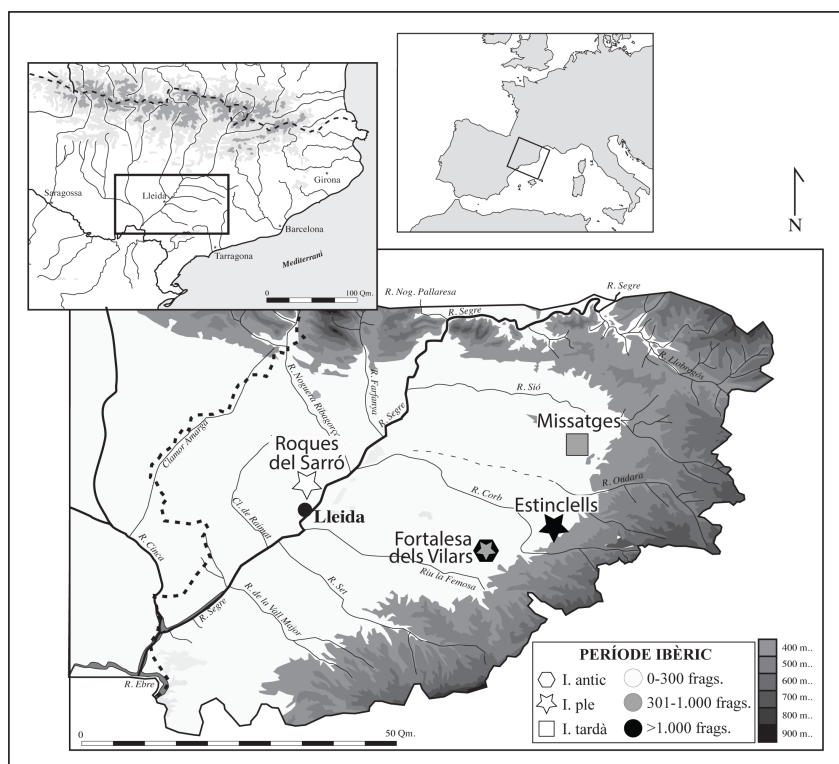 Saragossa
Lleida
Girona
Barcelona
Tarragona
Mediterrani
0 100 Qm.
N
R. Nog. Pallaresa
R. Segre
R. Segre
R. Llobregós
R. Noguera Ribagorça
R. Farfanya
R. Segre
R. Sió
Clamor Amarga
Missatges
Roques
del Sarró
R. Ondara
R. Corb
Estinclells
Lleida
Cl. de Raimat
Fortalesa
dels Vilars
R. Cinca
Riu la Femosa
R. Set
R. Segre
R. de la Vall Major
R. Ebre
PERÍODE IBÈRIC
I. antic 0-300 frags.
I. ple 301-1.000 frags.
I. tardà >1.000 frags.
400 m..
500 m..
600 m..
700 m..
800 m..
900 m..
0 50 Qm.